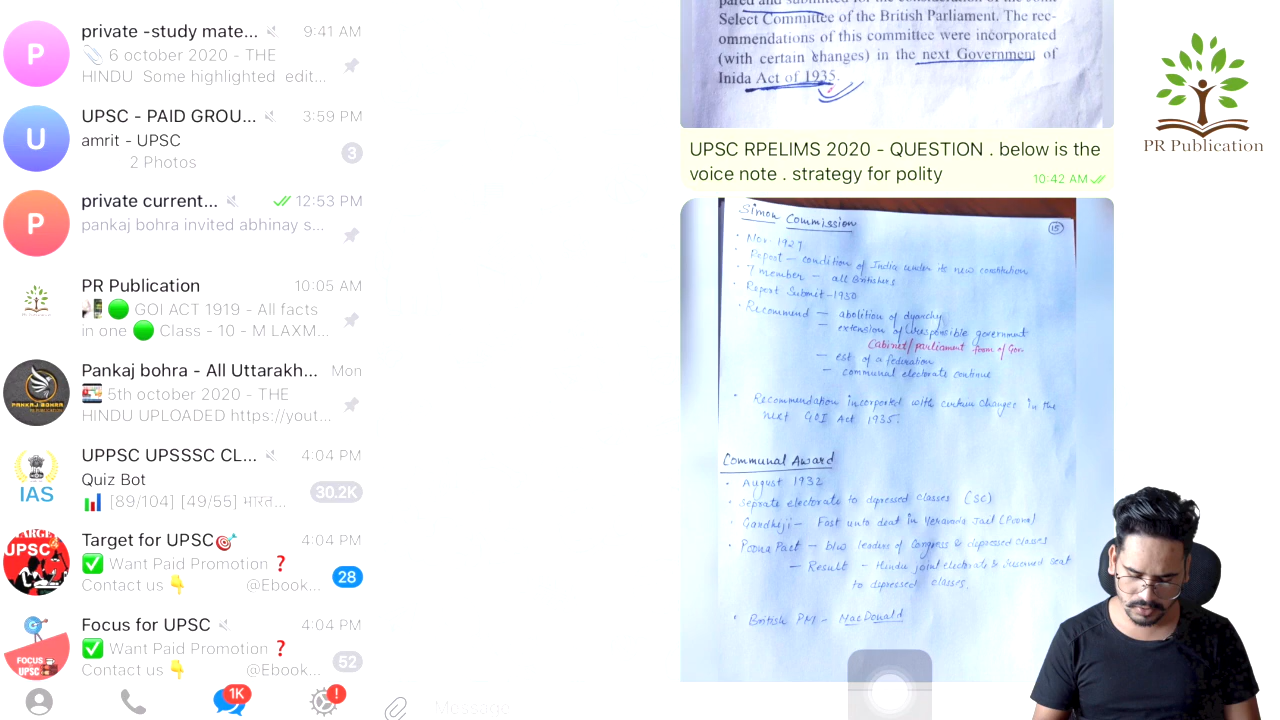 private -study mate... 9:41 AM
6 october 2020 - THE
HINDU Some highlighted edit...
UPSC - PAID GROU... 3:59 PM
amrit - UPSC
2 Photos
3
private current... 12:53 PM
pankaj bohra invited abhinay s...
PR Publication 10:05 AM
GOI ACT 1919 - All facts
in one Class - 10 - M LAXM...
Pankaj bohra - All Uttarakh... Mon
5th october 2020 - THE
HINDU UPLOADED https://yout...
UPPSC UPSSSC CL... 4:04 PM
Quiz Bot
[89/104] [49/55] भारत...
30.2K
IAS
Target for UPSC 4:04 PM
Want Paid Promotion ?
Contact us @Ebook...
28
Focus for UPSC 4:04 PM
Want Paid Promotion ?
Contact us @Ebook...
52
1K
!
Message
Select Committee of the British Parliament. The rec-
ommendations of this committee were incorporated
(with certain changes) in the next Government of
Inida Act of 1935.
UPSC RPELIMS 2020 - QUESTION . below is the
voice note . strategy for polity
10:42 AM
Simon Commission
15
Nov. 1927
Report - condition of India under its new constitution
7 member - all Britishers
Report Submit - 1930
Recommend - abolition of dyarchy
- extension of responsible government
Cabinet/parliament form of Gov.
- est of a federation
- communal electorate continue
Recommendation incorported with certain changes in the
next GOI Act 1935.
Communal Award
August 1932
Seprate electorate to depressed classes (SC)
Gandhiji - Fast unto deat in Yeravada Jail (Poona)
Poona Pact - b/w leaders of Congress & depressed classes
- Result - Hindu joint electorate & reserved seat
to depressed classes.
British PM - MacDonald
PR Publication